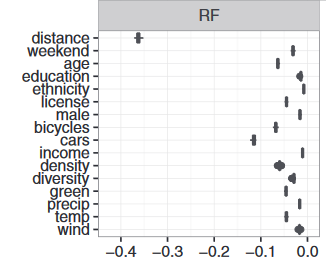 RF
distance
weekend
age
education
ethnicity
license
male
bicycles
cars
income
density
diversity
green
precip
temp
wind
−0.4 −0.3 −0.2 −0.1 0.0